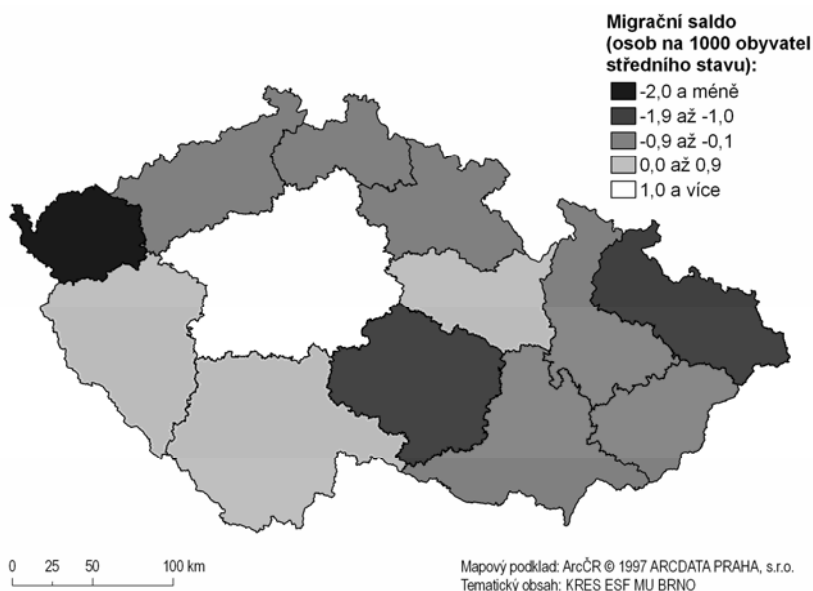 Migrační saldo
(osob na 1000 obyvatel
středního stavu):
-2,0 a méně
-1,9 až -1,0
-0,9 až -0,1
0,0 až 0,9
1,0 a více
0 25 50 100 km
Mapový podklad: ArcČR © 1997 ARCDATA PRAHA, s.r.o.
Tematický obsah: KRES ESF MU BRNO